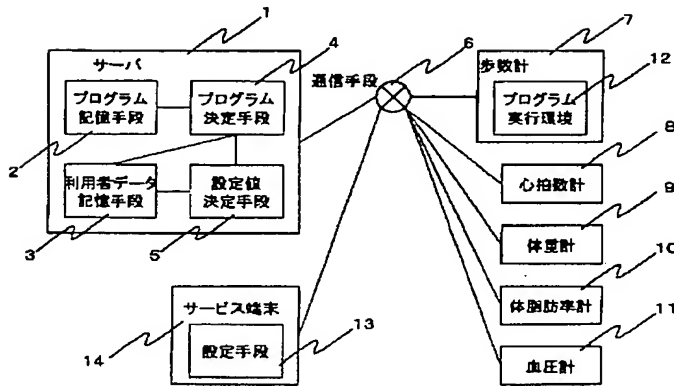 1
サーバ
4
プログラム
記憶手段
プログラム
決定手段
2
利用者データ
記憶手段
設定値
決定手段
3
5
通信手段
6
7
歩数計
プログラム
実行環境
12
心拍数計
8
体重計
9
体脂肪率計
10
血圧計
11
サービス端末
設定手段
13
14